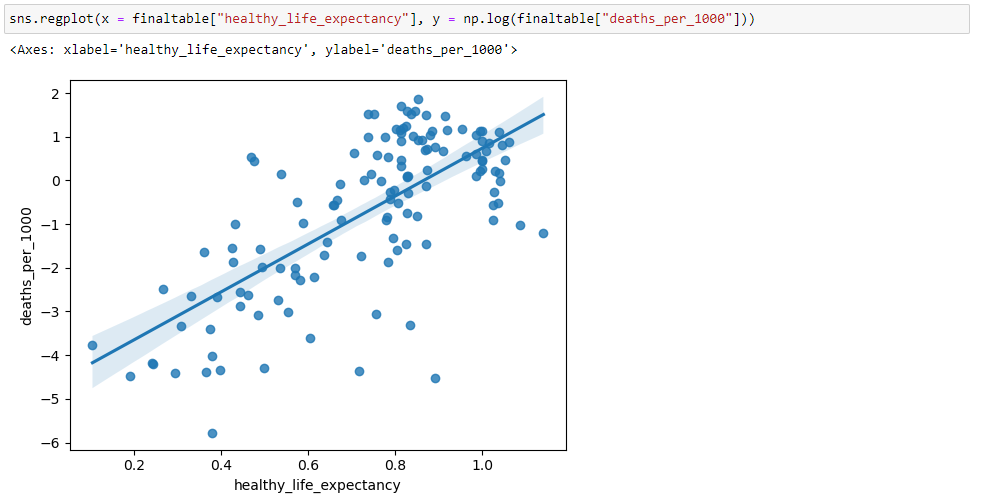 sns.regplot(x = finaltable["healthy_life_expectancy"], y = np.log(finaltable["deaths_per_1000"]))
<Axes: xlabel='healthy_life_expectancy', ylabel='deaths_per_1000'>
2
1
0
−1
−2
−3
−4
−5
−6
deaths_per_1000
0.2 0.4 0.6 0.8 1.0
healthy_life_expectancy